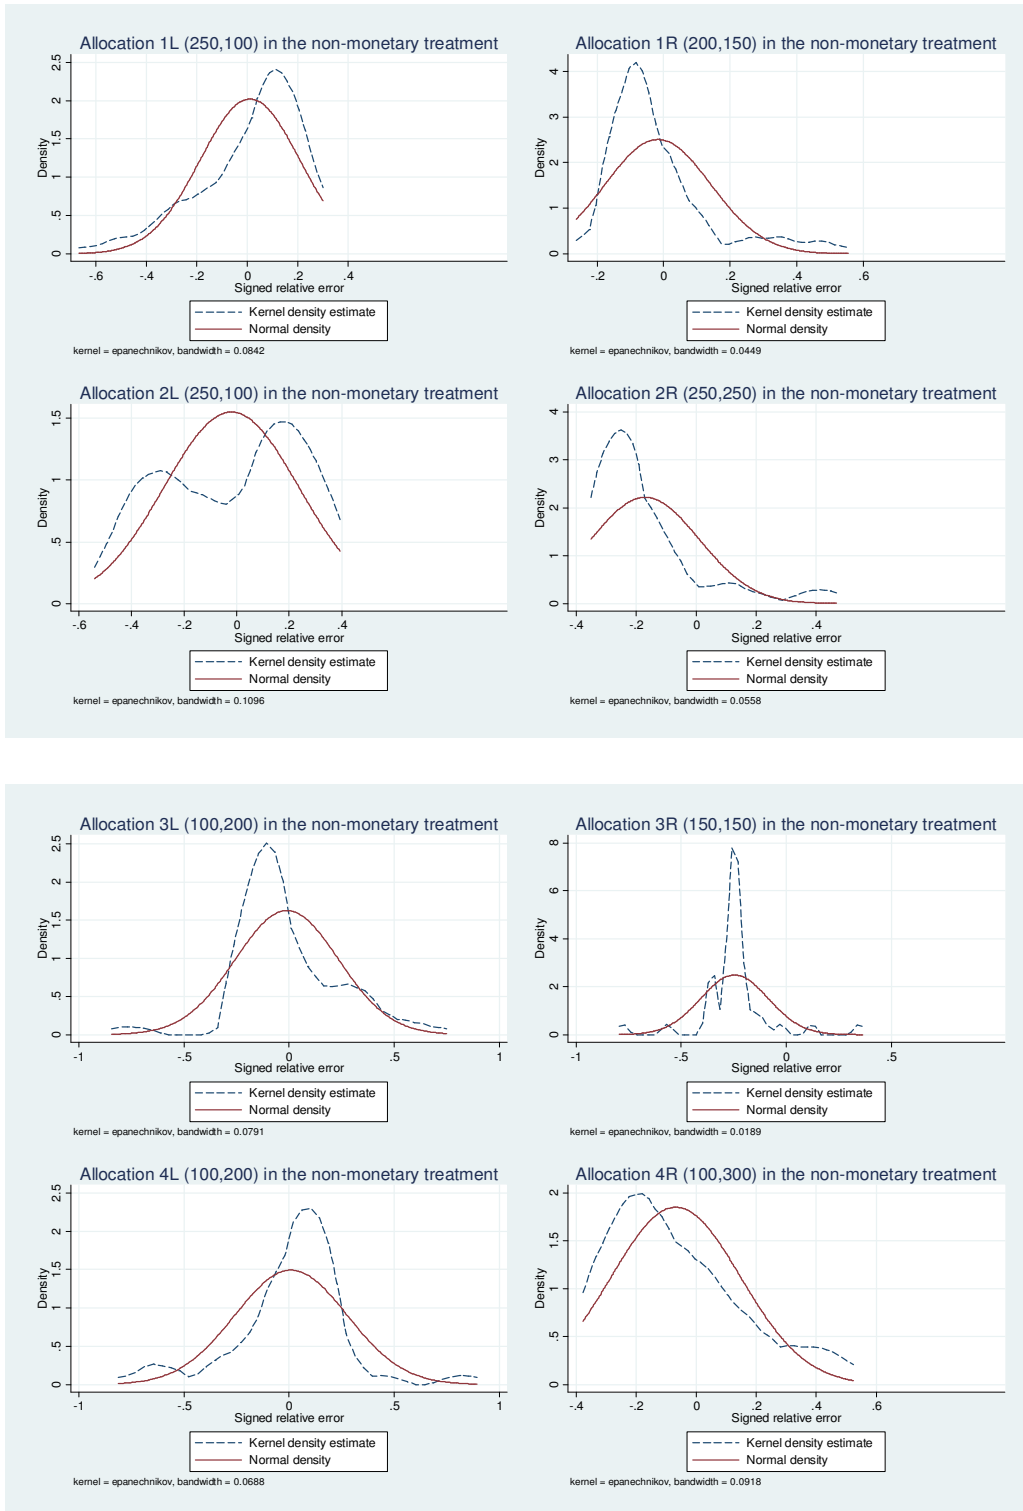 Allocation 1L (250,100) in the non-monetary treatment
Density
0 .5 1 1.5 2 2.5
-.6 -.4 -.2 0 .2 .4
Signed relative error
Kernel density estimate
Normal density
kernel = epanechnikov, bandwidth = 0.0842
Allocation 1R (200,150) in the non-monetary treatment
Density
0 1 2 3 4
-.2 0 .2 .4 .6
Signed relative error
Kernel density estimate
Normal density
kernel = epanechnikov, bandwidth = 0.0449
Allocation 2L (250,100) in the non-monetary treatment
Density
0 .5 1 1.5
-.6 -.4 -.2 0 .2 .4
Signed relative error
Kernel density estimate
Normal density
kernel = epanechnikov, bandwidth = 0.1096
Allocation 2R (250,250) in the non-monetary treatment
Density
0 1 2 3 4
-.4 -.2 0 .2 .4
Signed relative error
Kernel density estimate
Normal density
kernel = epanechnikov, bandwidth = 0.0558
Allocation 3L (100,200) in the non-monetary treatment
Density
0 .5 1 1.5 2 2.5
-1 -.5 0 .5 1
Signed relative error
Kernel density estimate
Normal density
kernel = epanechnikov, bandwidth = 0.0791
Allocation 3R (150,150) in the non-monetary treatment
Density
0 2 4 6 8
-1 -.5 0 .5
Signed relative error
Kernel density estimate
Normal density
kernel = epanechnikov, bandwidth = 0.0189
Allocation 4L (100,200) in the non-monetary treatment
Density
0 .5 1 1.5 2 2.5
-1 -.5 0 .5 1
Signed relative error
Kernel density estimate
Normal density
kernel = epanechnikov, bandwidth = 0.0688
Allocation 4R (100,300) in the non-monetary treatment
Density
0 .5 1 1.5 2
-.4 -.2 0 .2 .4 .6
Signed relative error
Kernel density estimate
Normal density
kernel = epanechnikov, bandwidth = 0.0918